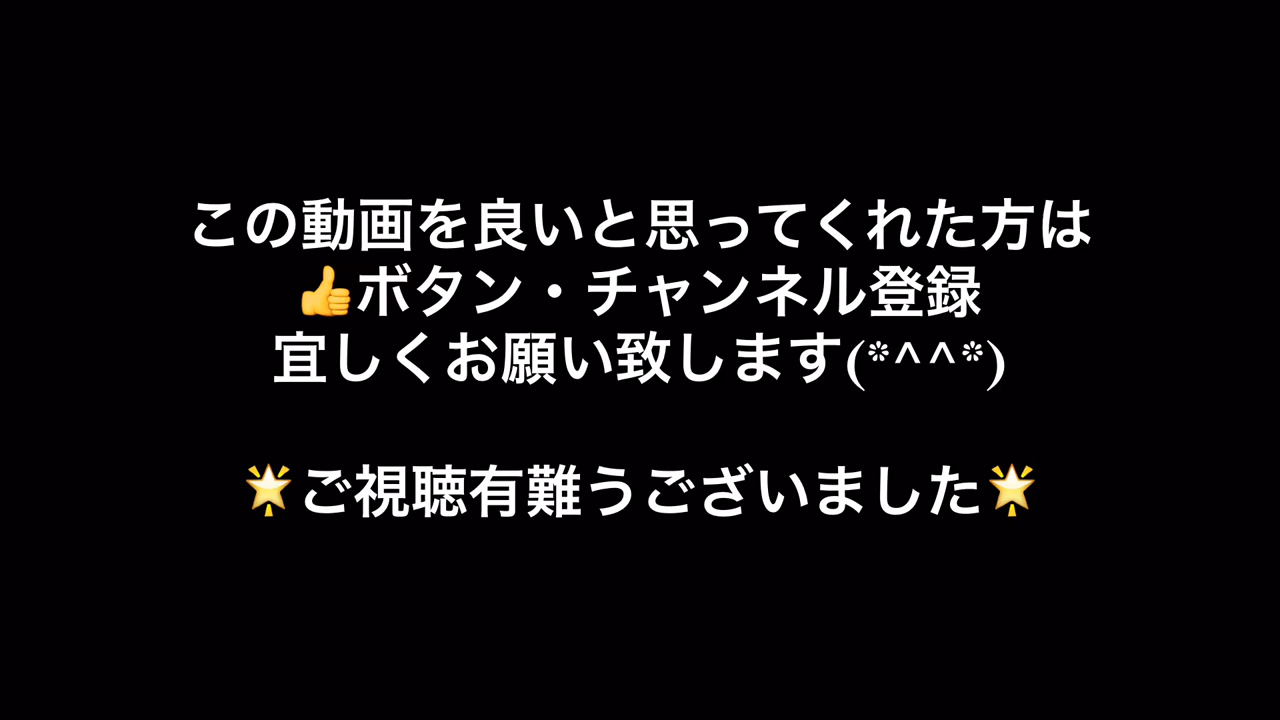 この動画を良いと思ってくれた方は
👍ボタン・チャンネル登録
宜しくお願い致します(*^^*)
🌟ご視聴有難うございました🌟